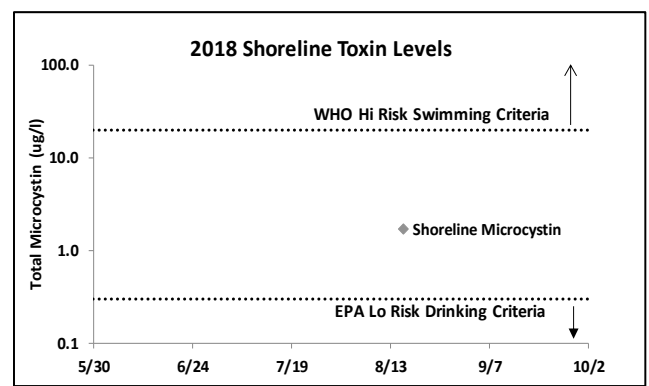 2018 Shoreline Toxin Levels
100.0
WHO Hi Risk Swimming Criteria
10.0
Total Microcystin (ug/l)
Shoreline Microcystin
1.0
EPA Lo Risk Drinking Criteria
0.1
5/30 6/24 7/19 8/13 9/7 10/2